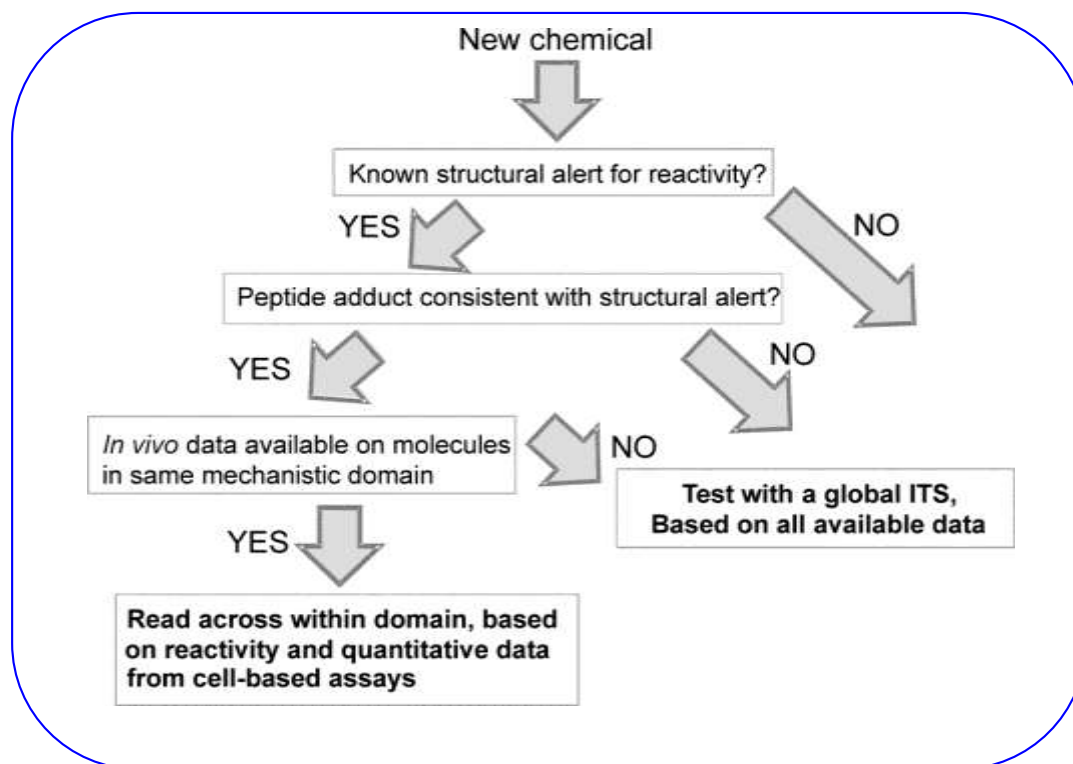 New chemical
Known structural alert for reactivity?
YES
NO
Peptide adduct consistent with structural alert?
YES
NO
In vivo data available on molecules
in same mechanistic domain
NO
Test with a global ITS,
Based on all available data
YES
Read across within domain, based
on reactivity and quantitative data
from cell-based assays